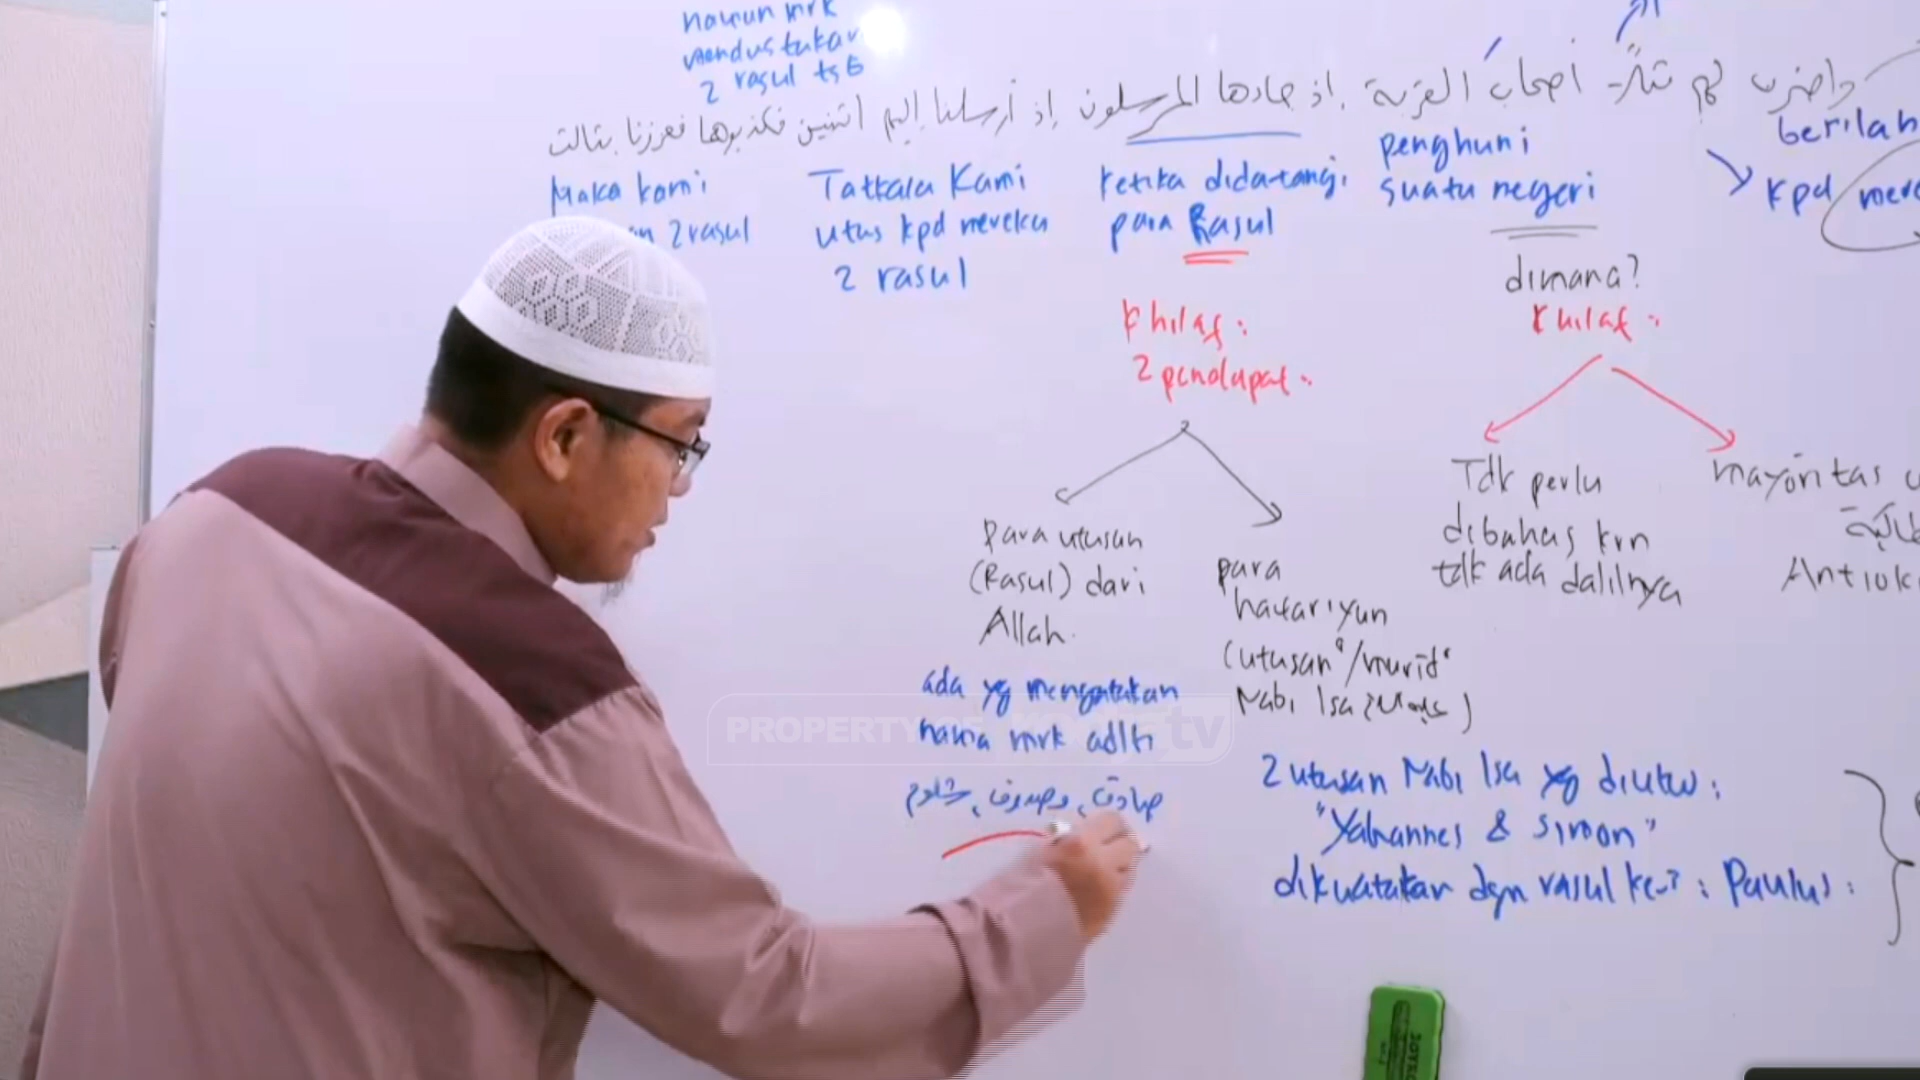 namun mrk
mendustakan
2 rasul tsb
واضرب لهم مثلا أصحاب القرية إذ جاءها المرسلون إذ أرسلنا إليهم اثنين فكذبوهما فعززنا بثالث
berilah
kpd
penghuni
suatu negeri
ketika didatangi
para Rasul
Tatkala Kami
utus kpd mereka
2 rasul
Maka kami
2 rasul
dimana?
Khilaf:
Tdk perlu
dibahas krn
tdk ada dalilnya
mayoritas
Khilaf:
2 pendapat:
Para utusan
(Rasul) dari
Allah.
ada yg mengatakan
nama mrk adlh
صادق، وصدوق، شلوم
para
hawariyun
(utusan²/murid²
Nabi Isa
2 utusan Nabi Isa yg diutus:
"Yahannes & Simon"
dikuatkan dgn rasul ke-3: Paulus:
PROPERTY OF
tv